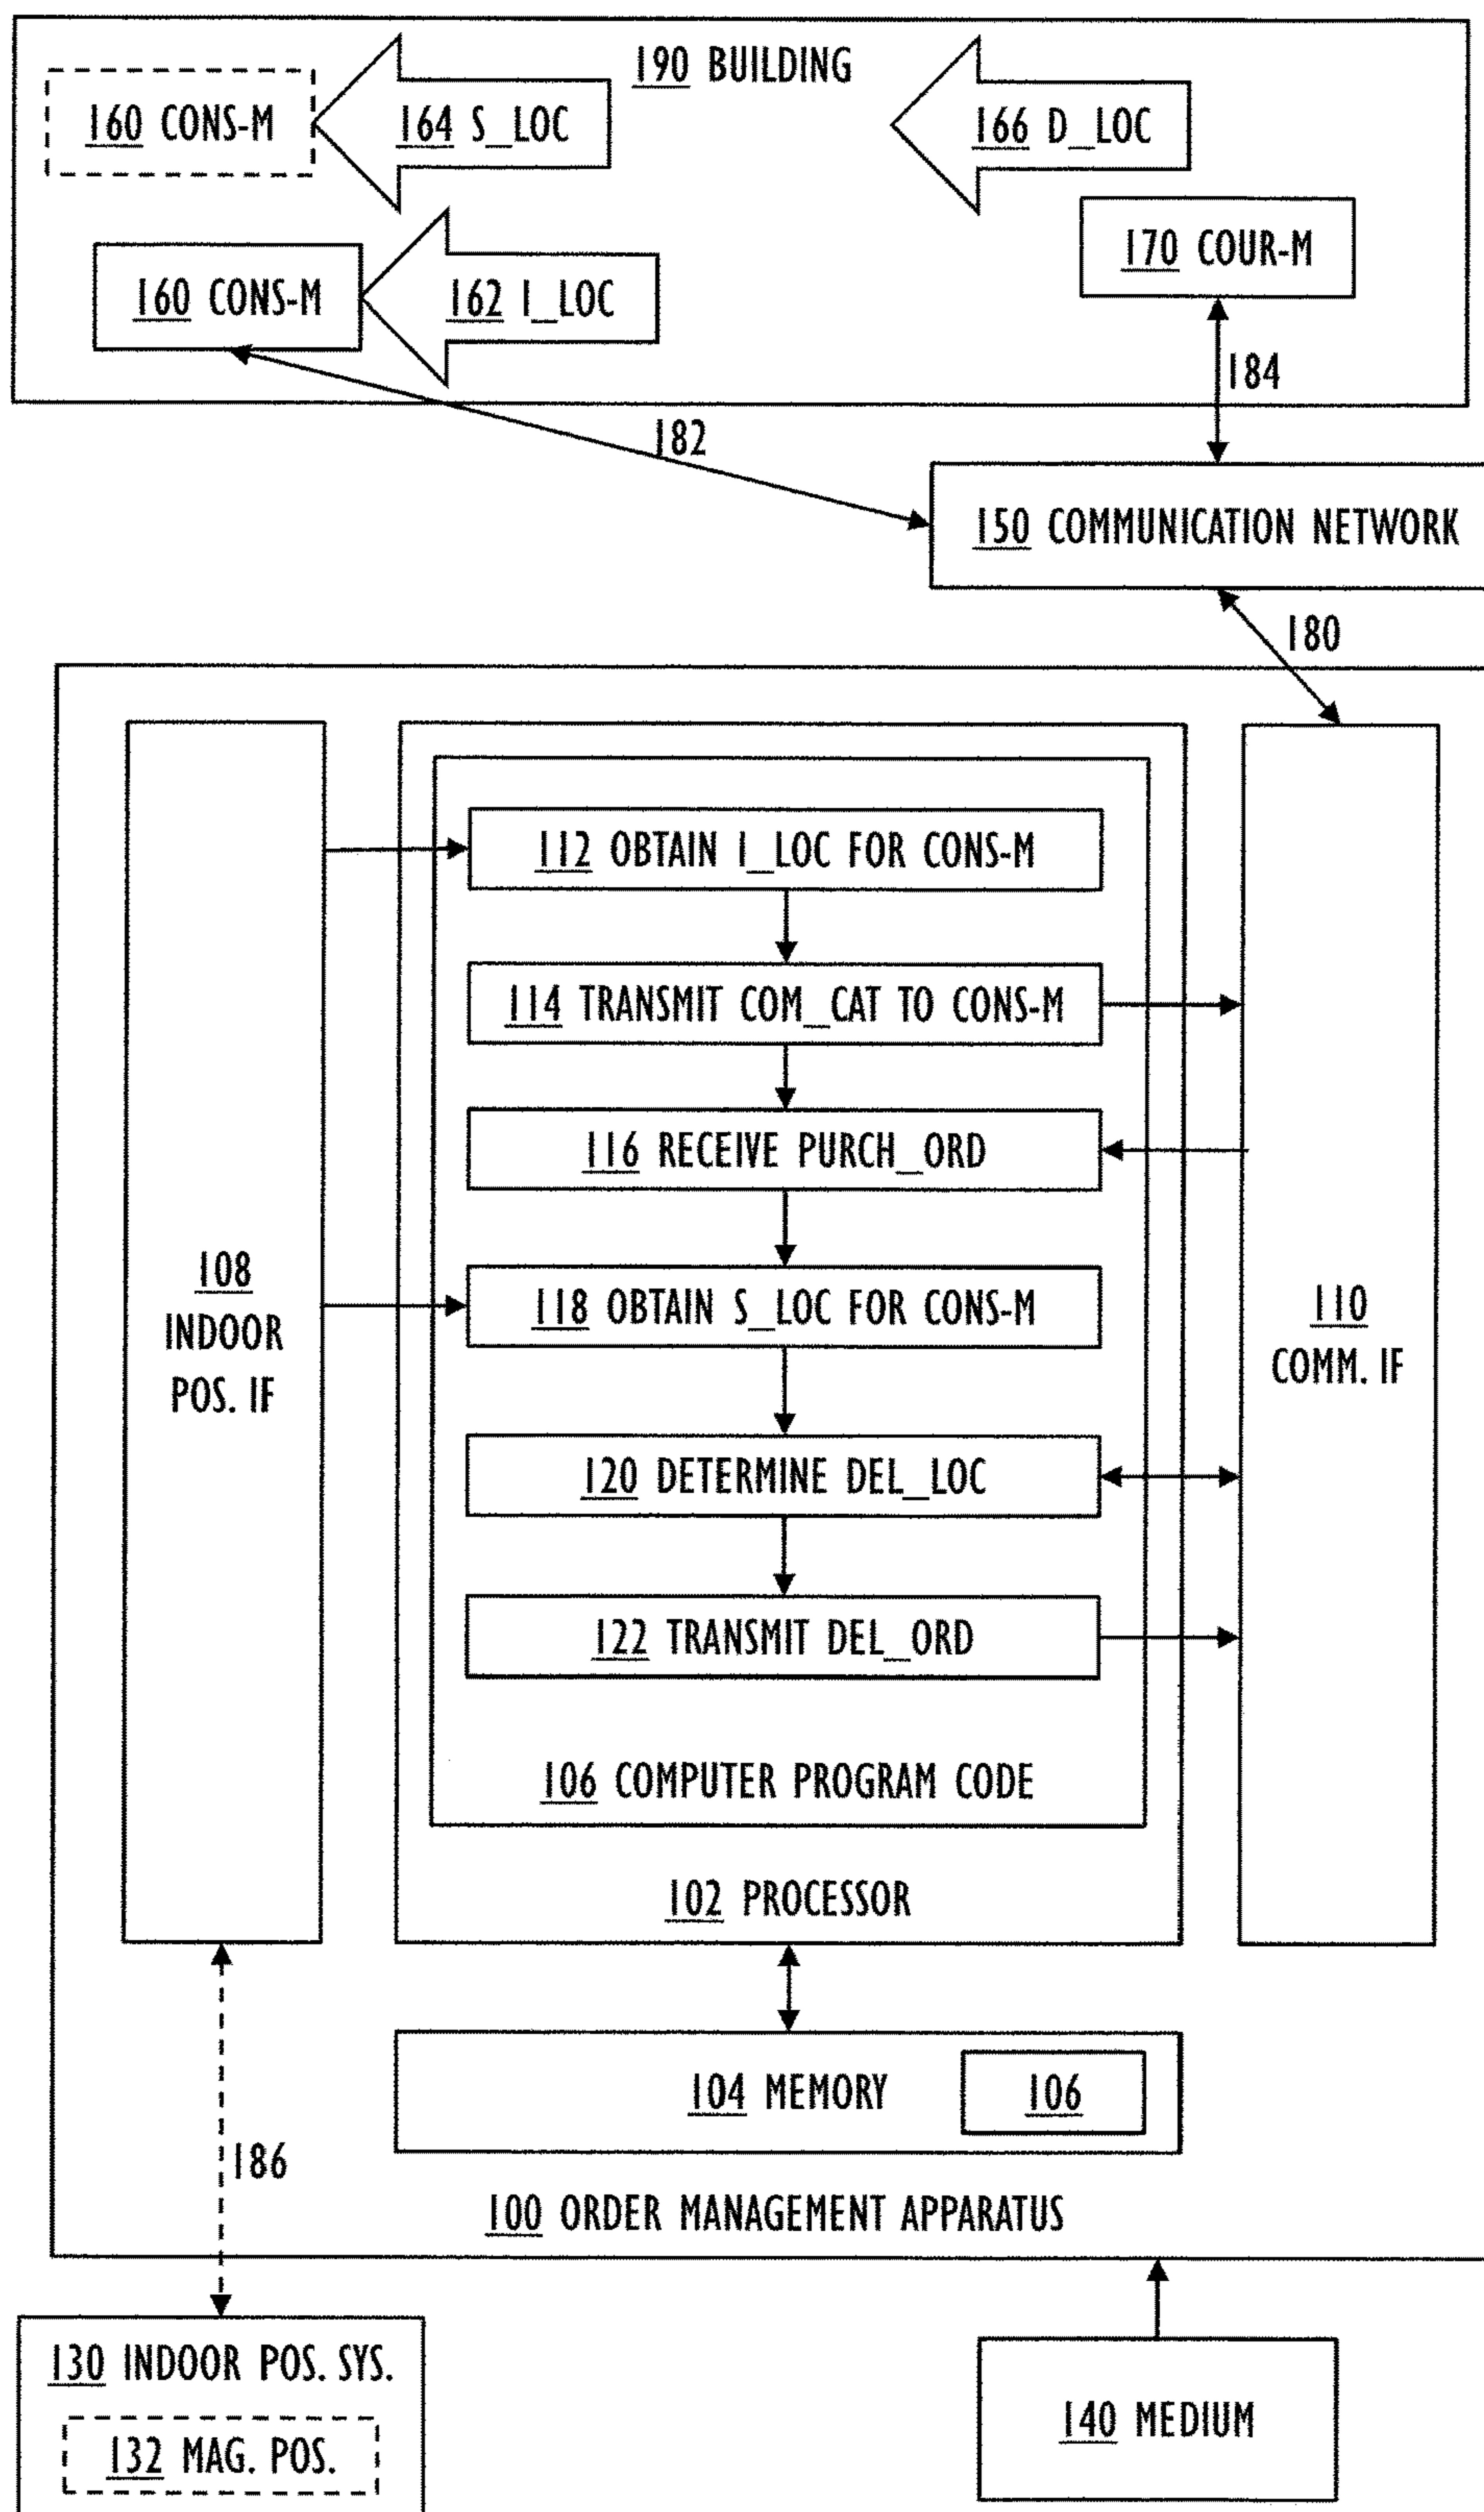 190 BUILDING
160 CONS-M
164 S_LOC
166 D_LOC
170 COUR-M
160 CONS-M
162 I_LOC
184
182
150 COMMUNICATION NETWORK
180
112 OBTAIN I_LOC FOR CONS-M
114 TRANSMIT COM_CAT TO CONS-M
116 RECEIVE PURCH_ORD
108
INDOOR
POS. IF
118 OBTAIN S_LOC FOR CONS-M
110
COMM. IF
120 DETERMINE DEL_LOC
122 TRANSMIT DEL_ORD
106 COMPUTER PROGRAM CODE
102 PROCESSOR
104 MEMORY
106
186
100 ORDER MANAGEMENT APPARATUS
130 INDOOR POS. SYS.
132 MAG. POS.
140 MEDIUM